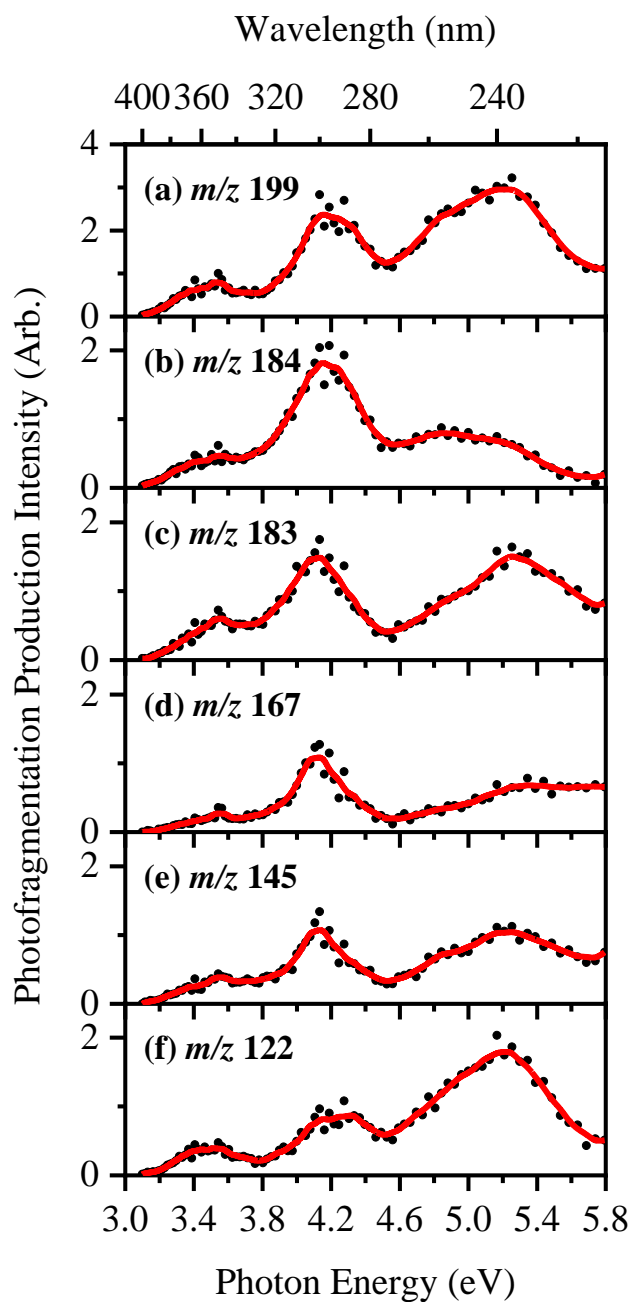 Wavelength (nm)
400 360 320 280 240
4
(a) m/z 199
2
0
(b) m/z 184
2
0
(c) m/z 183
2
0
(d) m/z 167
2
0
(e) m/z 145
2
0
(f) m/z 122
2
0
Photofragmentation Production Intensity (Arb.)
3.0 3.4 3.8 4.2 4.6 5.0 5.4 5.8
Photon Energy (eV)